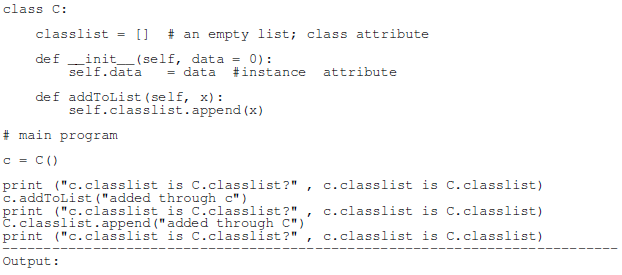 class C:
classlist = [] # an empty list; class attribute
def __init__(self, data = 0):
self.data = data #instance attribute
def addToList(self, x):
self.classlist.append(x)
# main program
c = C()
print ("c.classlist is C.classlist?" , c.classlist is C.classlist)
c.addToList("added through c")
print ("c.classlist is C.classlist?" , c.classlist is C.classlist)
C.classlist.append("added through C")
print ("c.classlist is C.classlist?" , c.classlist is C.classlist)
Output: